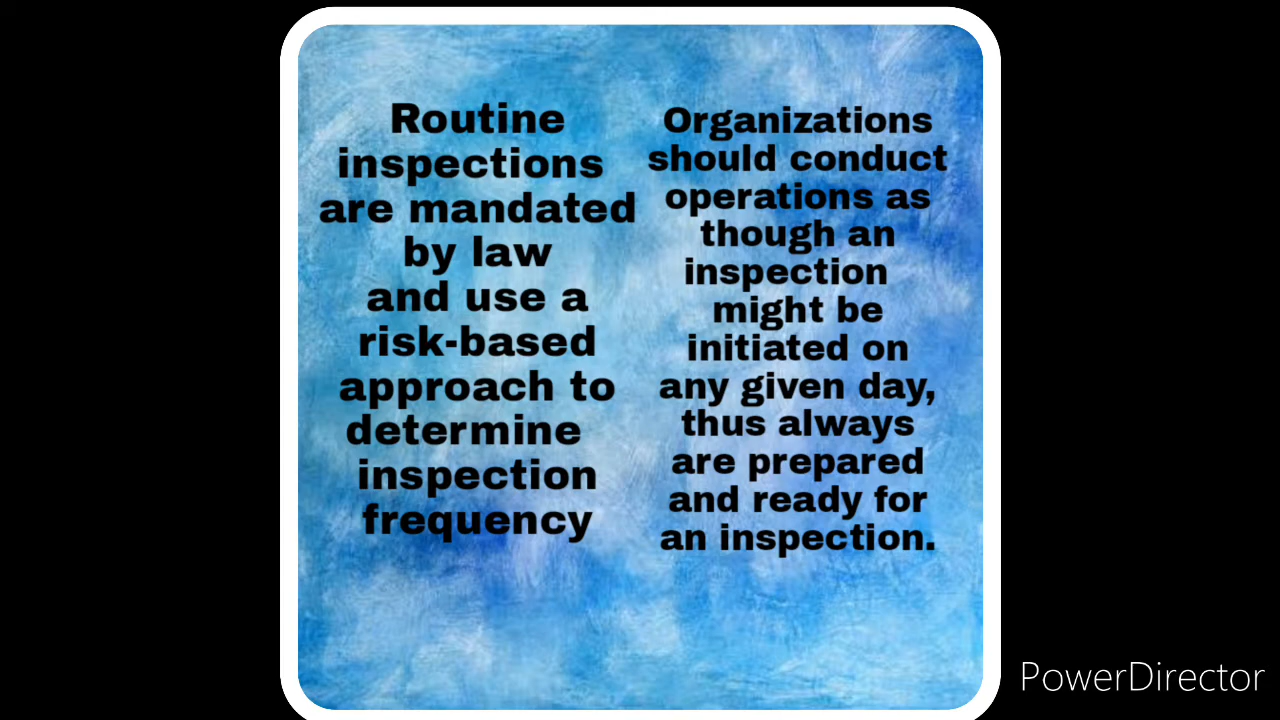 Routine
inspections
are mandated
by law
and use a
risk-based
approach to
determine
inspection
frequency
Organizations
should conduct
operations as
though an
inspection
might be
initiated on
any given day,
thus always
are prepared
and ready for
an inspection.
PowerDirector